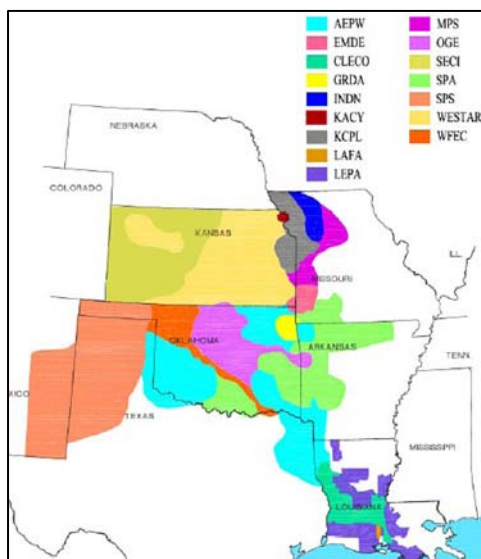 AEPW MPS
EMDE OGE
CLECO SECI
GRDA SPA
INDN SPS
KACY WESTAR
KCPL WFEC
LAFA
LEPA
NEBRASKA
COLORADO
KANSAS
MISSOURI
ILL
OKLAHOMA
ARKANSAS
TENN.
XICO
TEXAS
MISSISSIPPI
LOUISIANA